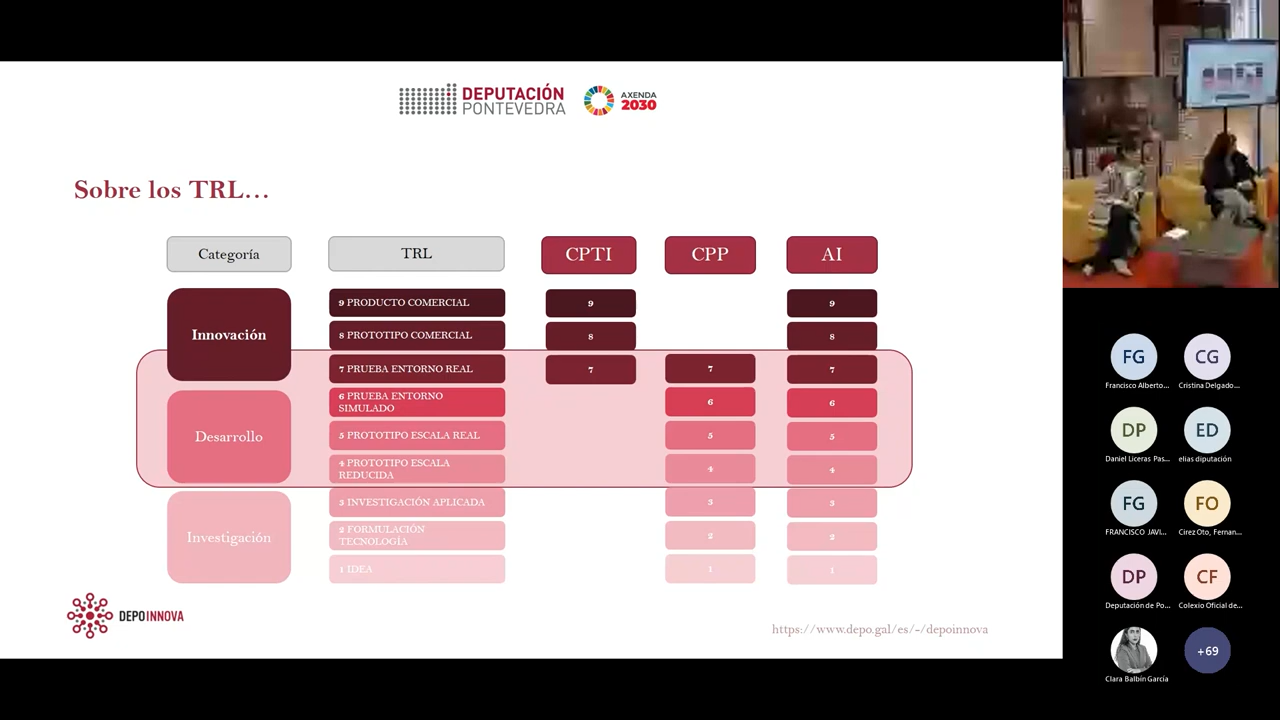 DEPUTACIÓN
PONTEVEDRA
AXENDA
2030
Sobre los TRL...
Categoría
TRL
CPTI
CPP
AI
Innovación
9 PRODUCTO COMERCIAL
9
9
8 PROTOTIPO COMERCIAL
8
8
7 PRUEBA ENTORNO REAL
7
7
7
Desarrollo
6 PRUEBA ENTORNO
SIMULADO
6
6
5 PROTOTIPO ESCALA REAL
5
5
4 PROTOTIPO ESCALA
REDUCIDA
4
4
Investigación
3 INVESTIGACIÓN APLICADA
3
3
2 FORMULACIÓN
TECNOLOGÍA
2
2
1 IDEA
1
1
DEPOINNOVA
https://www.depo.gal/es/-/depoinnova
FG
Francisco Alberto...
CG
Cristina Delgado...
DP
Daniel Liceras Pas...
ED
elias diputación
FG
FRANCISCO JAVI...
FO
Cirez Oto, Fernan...
DP
Deputación de Po...
CF
Colexio Oficial de...
Clara Balbín García
+69